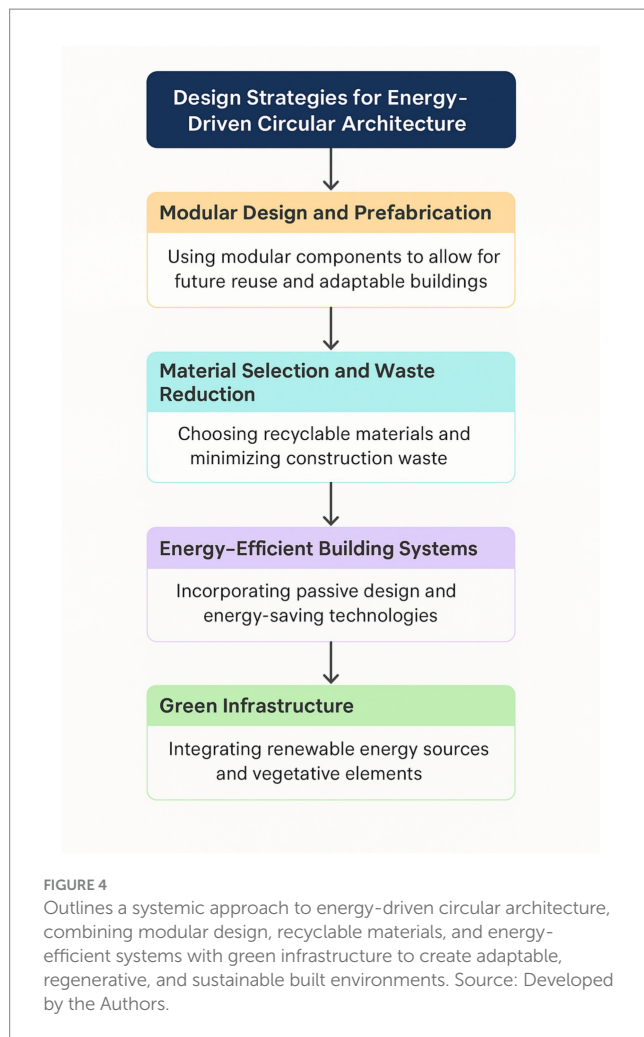 Design Strategies for Energy-
Driven Circular Architecture
Modular Design and Prefabrication
Using modular components to allow for
future reuse and adaptable buildings
Material Selection and Waste
Reduction
Choosing recyclable materials and
minimizing construction waste
Energy-Efficient Building Systems
Incorporating passive design and
energy-saving technologies
Green Infrastructure
Integrating renewable energy sources
and vegetative elements
FIGURE 4
Outlines a systemic approach to energy-driven circular architecture,
combining modular design, recyclable materials, and energy-
efficient systems with green infrastructure to create adaptable,
regenerative, and sustainable built environments. Source: Developed
by the Authors.